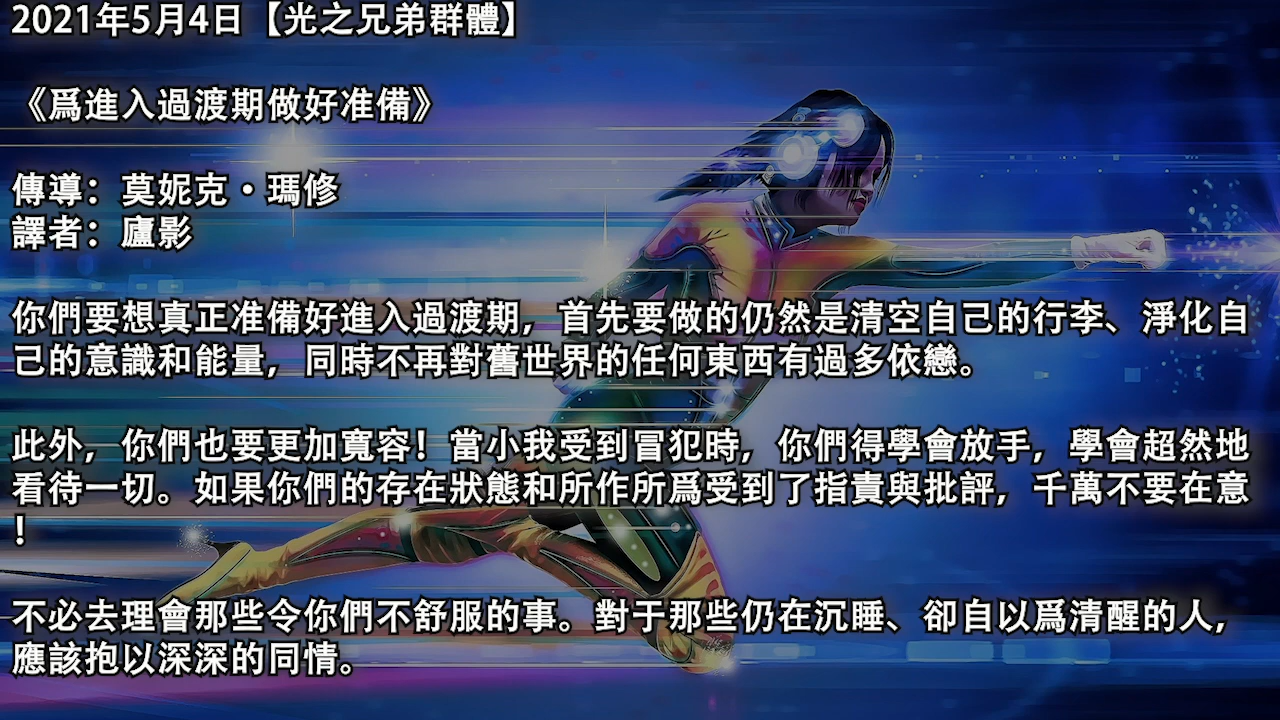 2021年5月4日【光之兄弟群體】
《爲進入過渡期做好准備》
傳導：莫妮克・瑪修
譯者：廬影
你們要想真正准備好進入過渡期，首先要做的仍然是清空自己的行李、淨化自
己的意識和能量，同時不再對舊世界的任何東西有過多依戀。
此外，你們也要更加寬容！當小我受到冒犯時，你們得學會放手，學會超然地
看待一切。如果你們的存在狀態和所作所爲受到了指責與批評，千萬不要在意
！
不必去理會那些令你們不舒服的事。對于那些仍在沉睡、卻自以爲清醒的人，
應該抱以深深的同情。